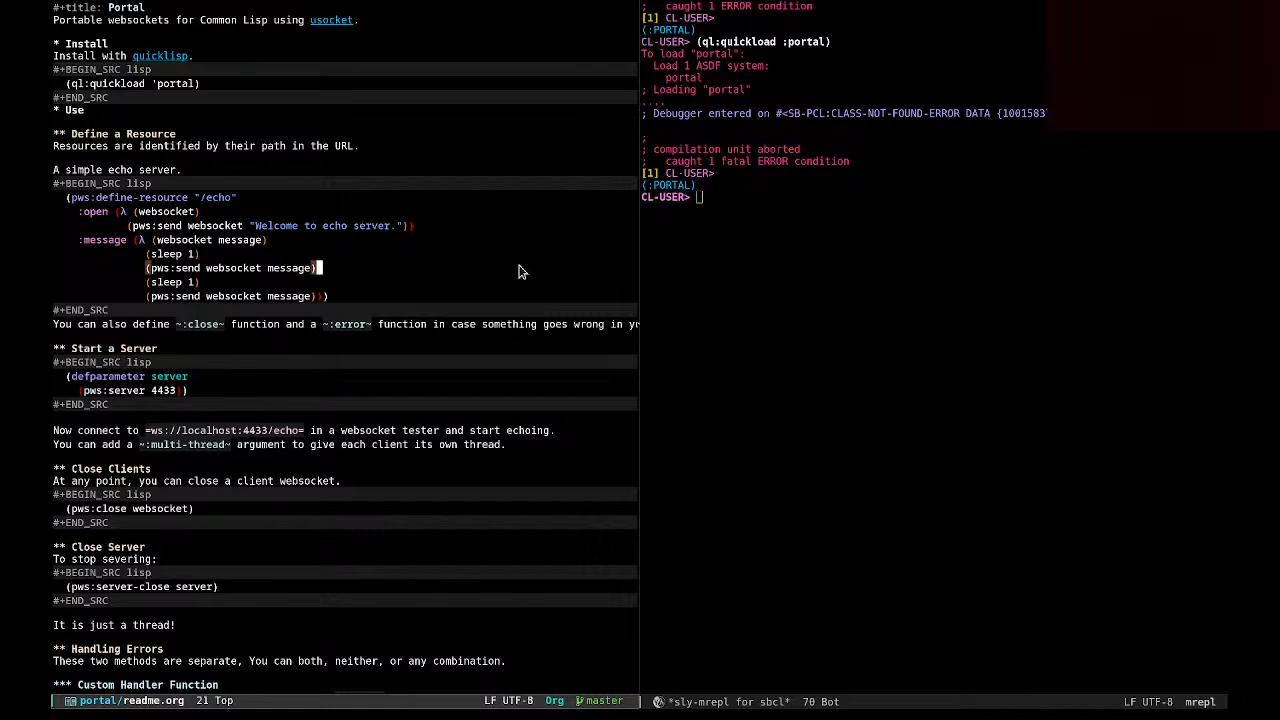 #+title: Portal
Portable websockets for Common Lisp using usocket.
* Install
Install with quicklisp.
#+BEGIN_SRC lisp
(ql:quickload 'portal)
#+END_SRC
* Use
** Define a Resource
Resources are identified by their path in the URL.
A simple echo server.
#+BEGIN_SRC lisp
(pws:define-resource "/echo"
:open (λ (websocket)
(pws:send websocket "Welcome to echo server."))
:message (λ (websocket message)
(sleep 1)
(pws:send websocket message)
(sleep 1)
(pws:send websocket message)))
#+END_SRC
You can also define ~:close~ function and a ~:error~ function in case something goes wrong in
** Start a Server
#+BEGIN_SRC lisp
(defparameter server
(pws:server 4433))
#+END_SRC
Now connect to =ws://localhost:4433/echo= in a websocket tester and start echoing.
You can add a ~:multi-thread~ argument to give each client its own thread.
** Close Clients
At any point, you can close a client websocket.
#+BEGIN_SRC lisp
(pws:close websocket)
#+END_SRC
** Close Server
To stop severing:
#+BEGIN_SRC lisp
(pws:server-close server)
#+END_SRC
It is just a thread!
** Handling Errors
These two methods are separate, You can both, neither, or any combination.
*** Custom Handler Function
portal/readme.org 21 Top LF UTF-8 Org master
; caught 1 ERROR condition
[1] CL-USER>
(:PORTAL)
CL-USER> (ql:quickload :portal)
To load "portal":
Load 1 ASDF system:
portal
; Loading "portal"
....
; Debugger entered on #<SB-PCL:CLASS-NOT-FOUND-ERROR DATA {1001583
;
; compilation unit aborted
; caught 1 fatal ERROR condition
[1] CL-USER>
(:PORTAL)
CL-USER>
*sly-mrepl for sbcl* 70 Bot LF UTF-8 mrepl